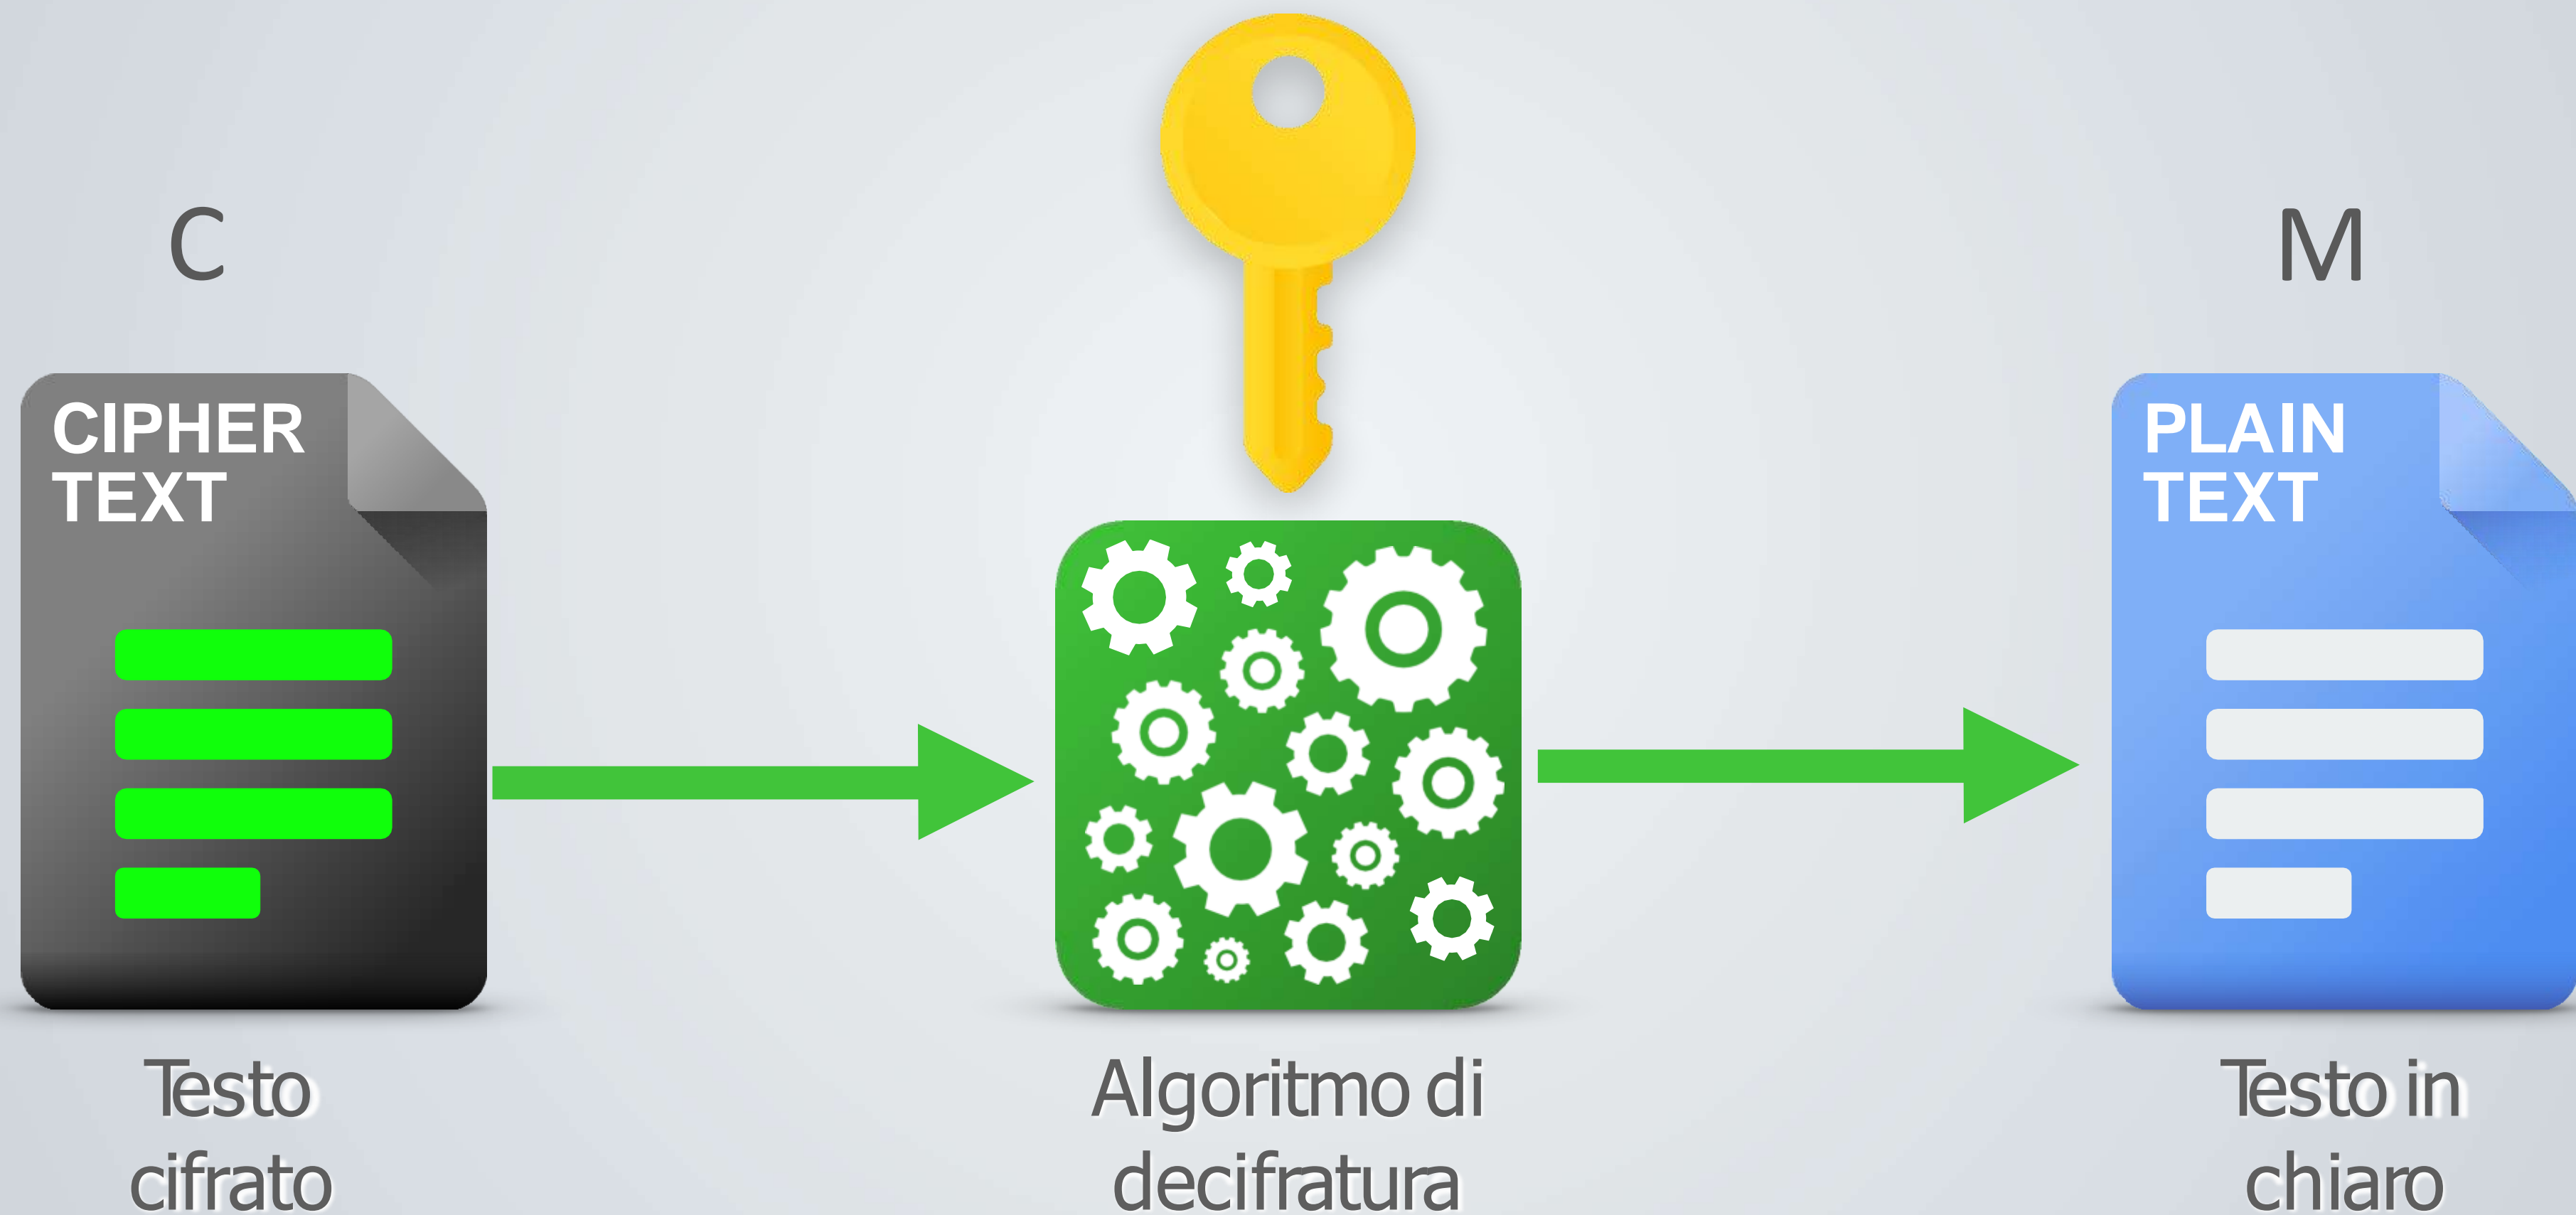 C
M
CIPHER
TEXT
PLAIN
TEXT
Testo
cifrato
Algoritmo di
decifratura
Testo in
chiaro